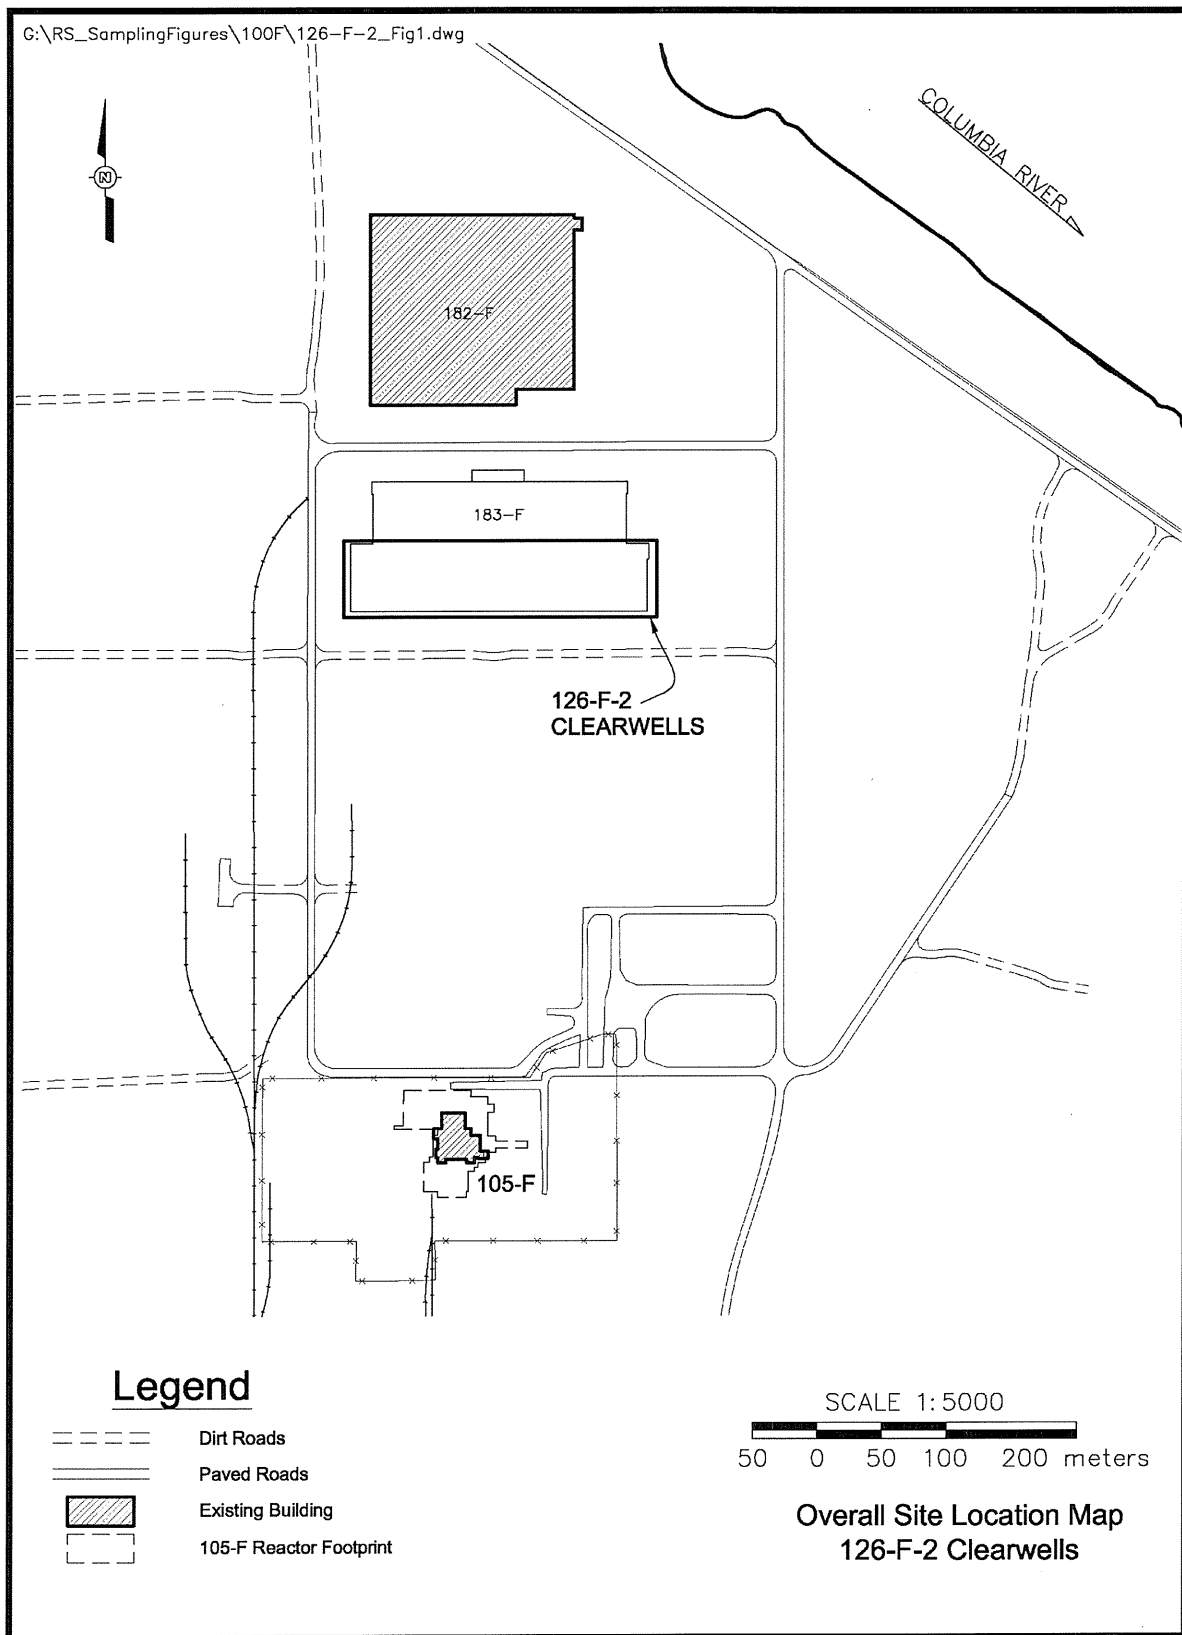 G:\RS_SamplingFigures\100F\126-F-2_Fig1.dwg
N
COLUMBIA RIVER
182-F
183-F
126-F-2
CLEARWELLS
105-F
Legend
Dirt Roads
Paved Roads
Existing Building
105-F Reactor Footprint
SCALE 1:5000
50 0 50 100 200 meters
Overall Site Location Map
126-F-2 Clearwells